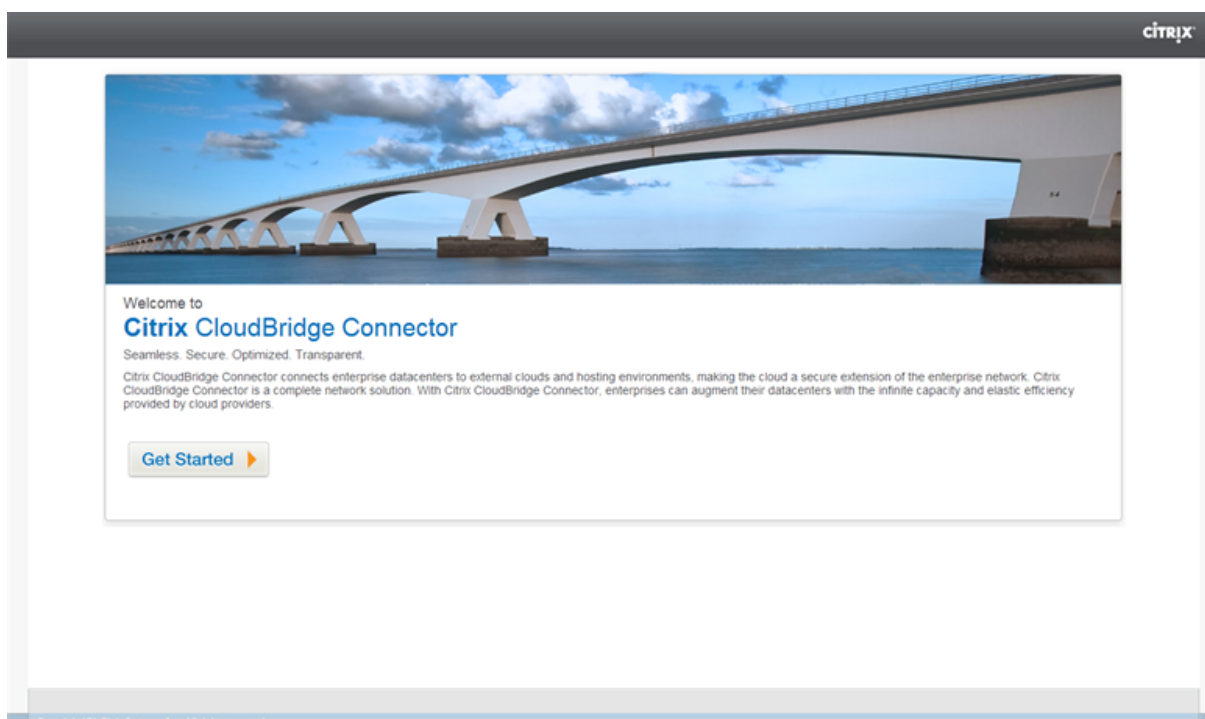 CİTRIX
Welcome to
Citrix CloudBridge Connector
Seamless. Secure. Optimized. Transparent.
Citrix CloudBridge Connector connects enterprise datacenters to external clouds and hosting environments, making the cloud a secure extension of the enterprise network. Citrix
CloudBridge Connector is a complete network solution. With Citrix CloudBridge Connector, enterprises can augment their datacenters with the infinite capacity and elastic efficiency
provided by cloud providers.
Get Started